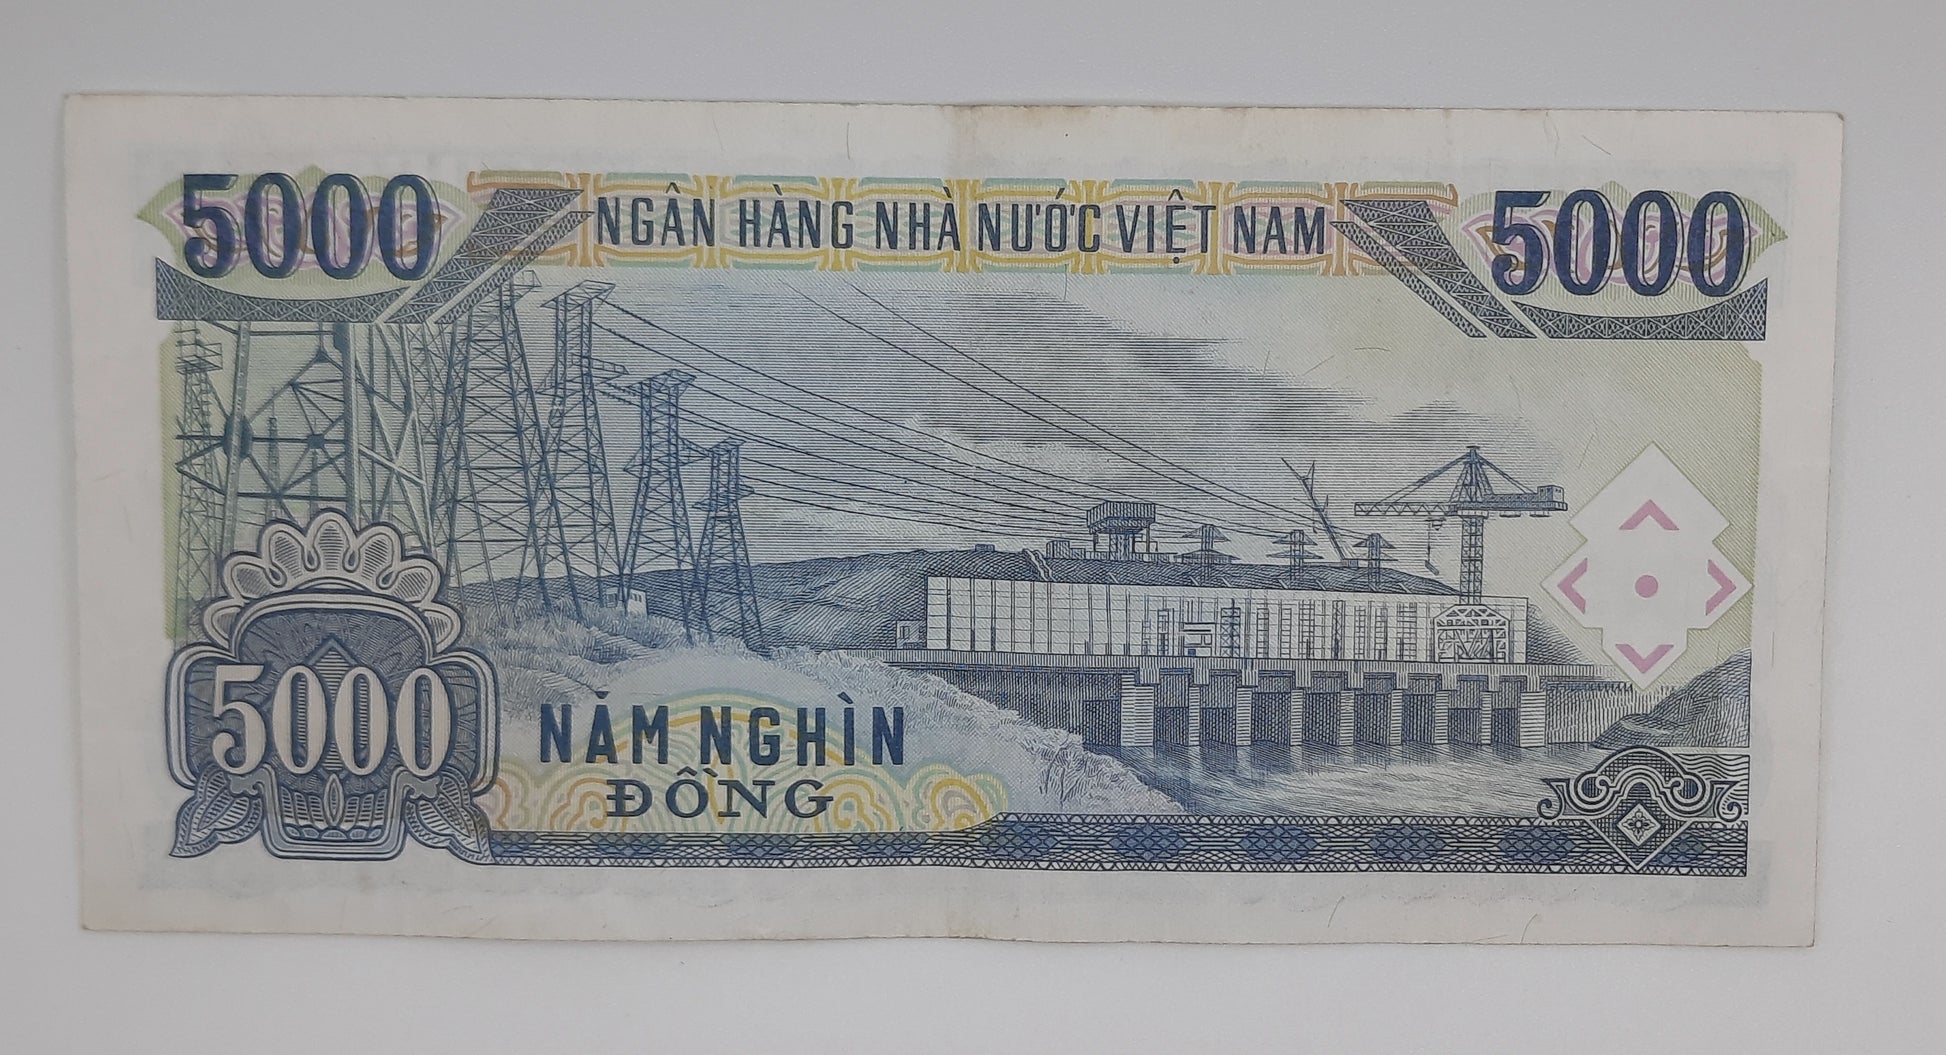 5000 NGÂN HÀNG NHÀ NƯỚC VIỆT NAM 5000
5000
NĂM NGHÌN
ĐỒNG